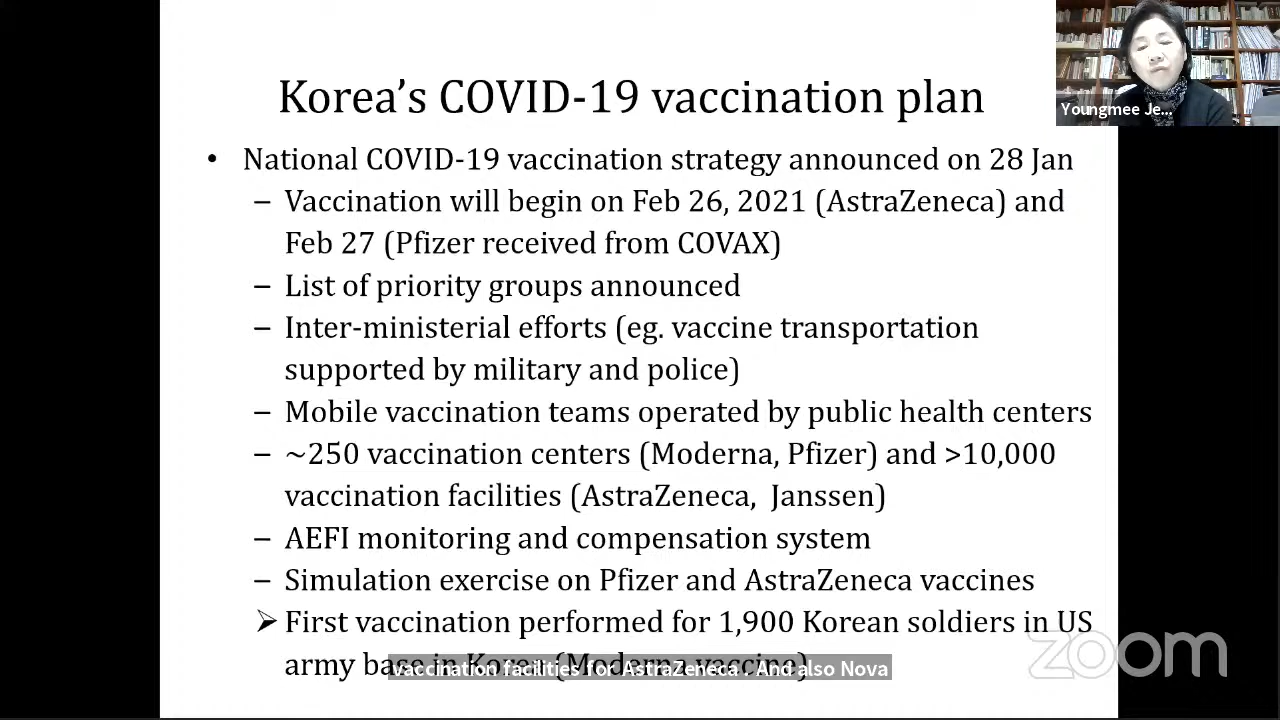 Korea's COVID-19 vaccination plan
Youngmee Je...
• National COVID-19 vaccination strategy announced on 28 Jan
– Vaccination will begin on Feb 26, 2021 (AstraZeneca) and
Feb 27 (Pfizer received from COVAX)
– List of priority groups announced
– Inter-ministerial efforts (eg. vaccine transportation
supported by military and police)
– Mobile vaccination teams operated by public health centers
– ~250 vaccination centers (Moderna, Pfizer) and >10,000
vaccination facilities (AstraZeneca, Janssen)
– AEFI monitoring and compensation system
– Simulation exercise on Pfizer and AstraZeneca vaccines
➢ First vaccination performed for 1,900 Korean soldiers in US
army base in Korea (Moderna vaccine)
vaccination facilities for AstraZeneca . And also Nova
zoom